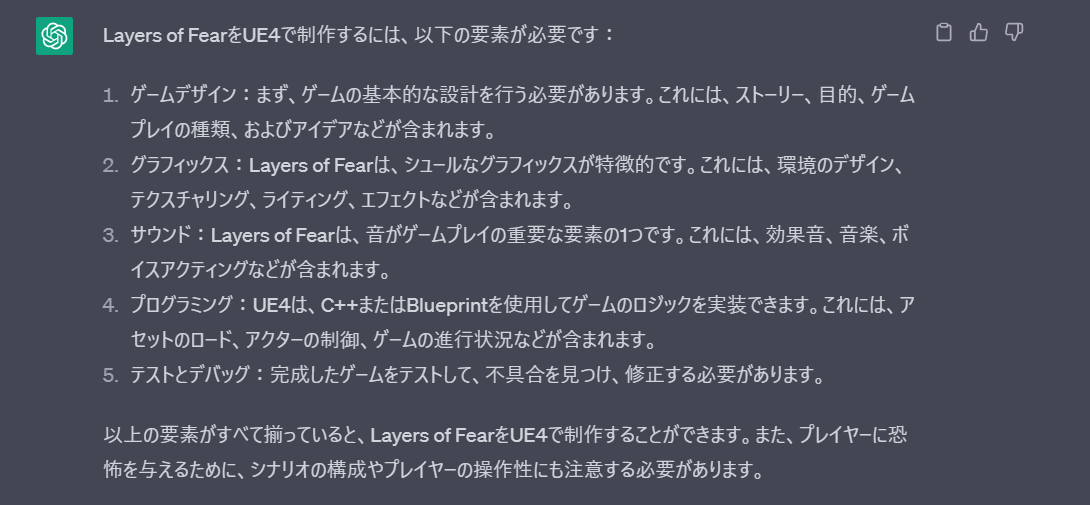 Layers of FearをUE4で制作するには、以下の要素が必要です：
1. ゲームデザイン：まず、ゲームの基本的な設計を行う必要があります。これには、ストーリー、目的、ゲーム
プレイの種類、およびアイデアなどが含まれます。
2. グラフィックス：Layers of Fearは、シュールなグラフィックスが特徴的です。これには、環境のデザイン、
テクスチャリング、ライティング、エフェクトなどが含まれます。
3. サウンド：Layers of Fearは、音がゲームプレイの重要な要素の1つです。これには、効果音、音楽、ボ
イスアクティングなどが含まれます。
4. プログラミング：UE4は、C++またはBlueprintを使用してゲームのロジックを実装できます。これには、ア
セットのロード、アクターの制御、ゲームの進行状況などが含まれます。
5. テストとデバッグ：完成したゲームをテストして、不具合を見つけ、修正する必要があります。
以上の要素がすべて揃っていると、Layers of FearをUE4で制作することができます。また、プレイヤーに恐
怖を与えるために、シナリオの構成やプレイヤーの操作性にも注意する必要があります。